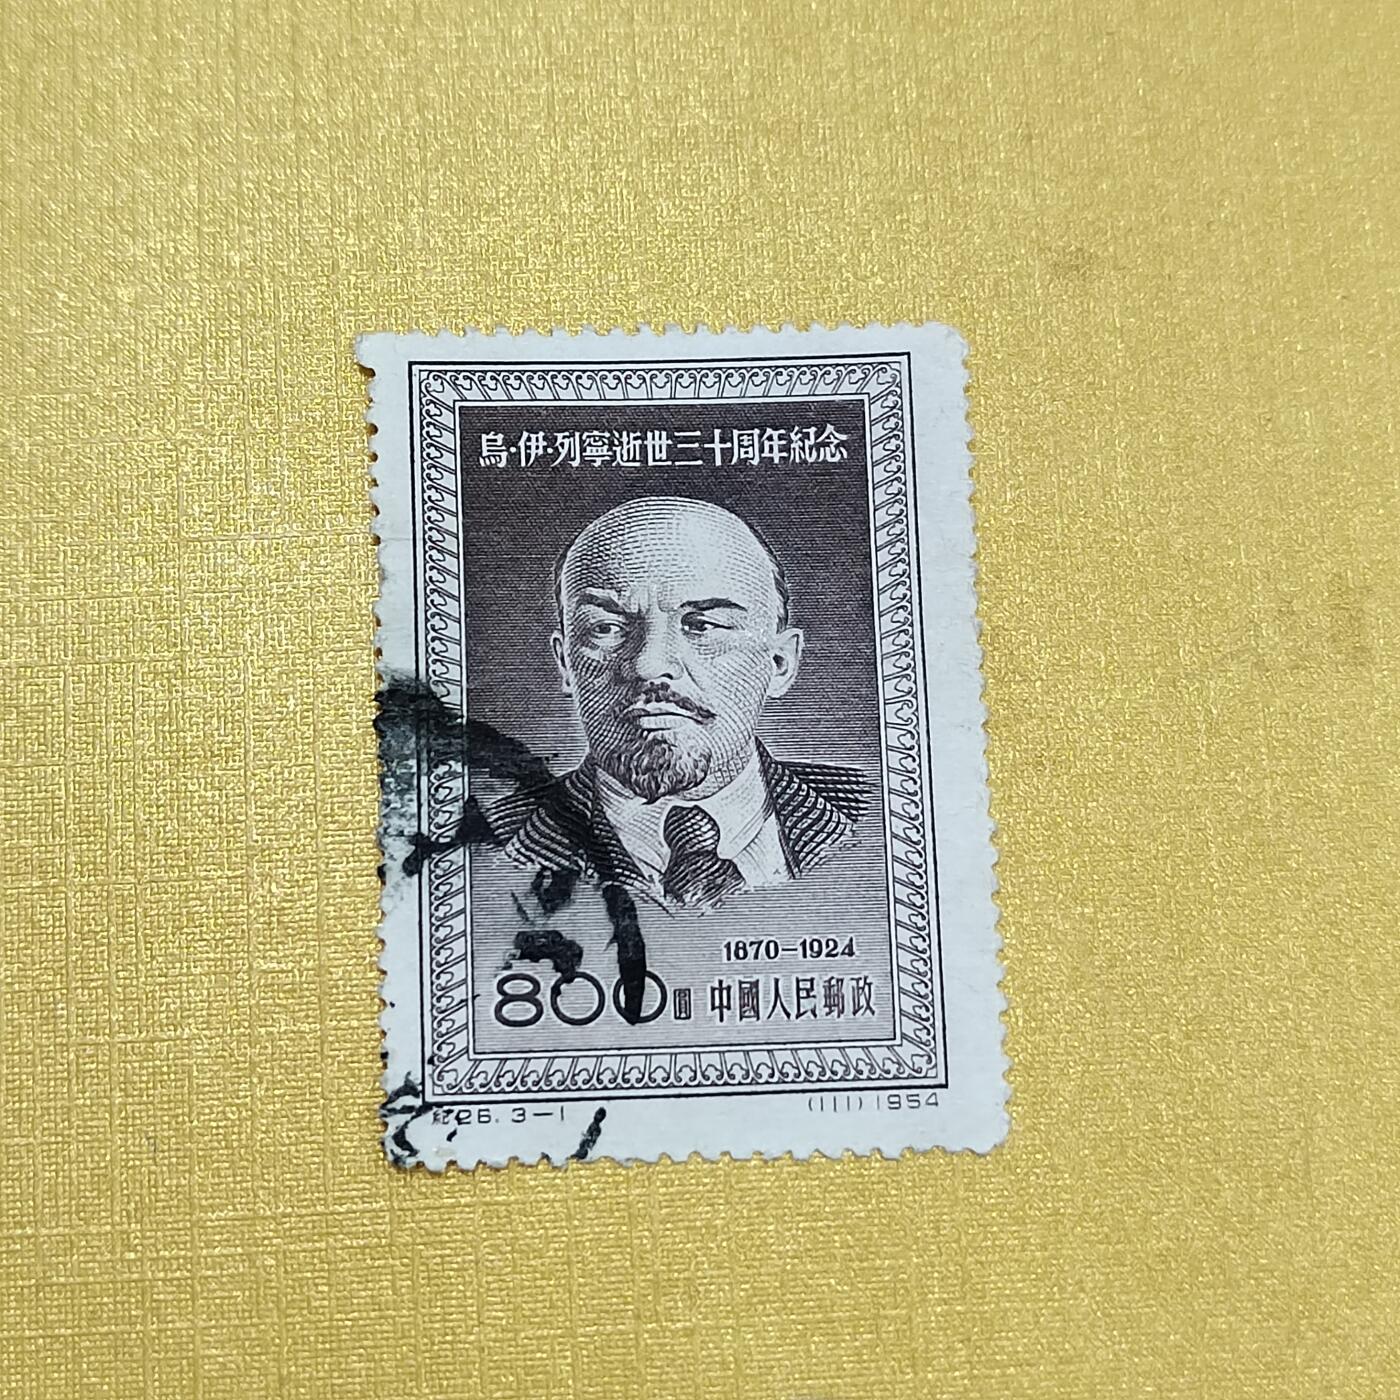 烏·伊·列寧逝世三十周年紀念
1870-1924
800圓 中國人民郵政
紀26.3-1 (111)1954